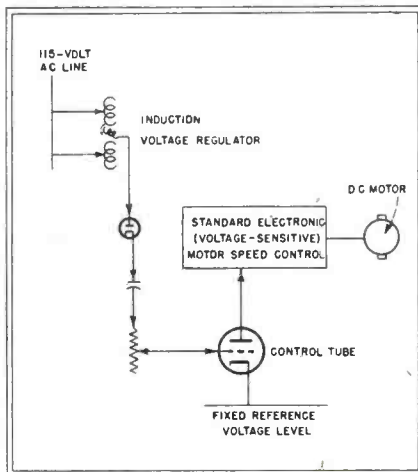 115-VOLT
AC LINE
INDUCTION
VOLTAGE REGULATOR
DC MOTOR
STANDARD ELECTRONIC
(VOLTAGE-SENSITIVE)
MOTOR SPEED CONTROL
CONTROL TUBE
FIXED REFERENCE
VOLTAGE LEVEL